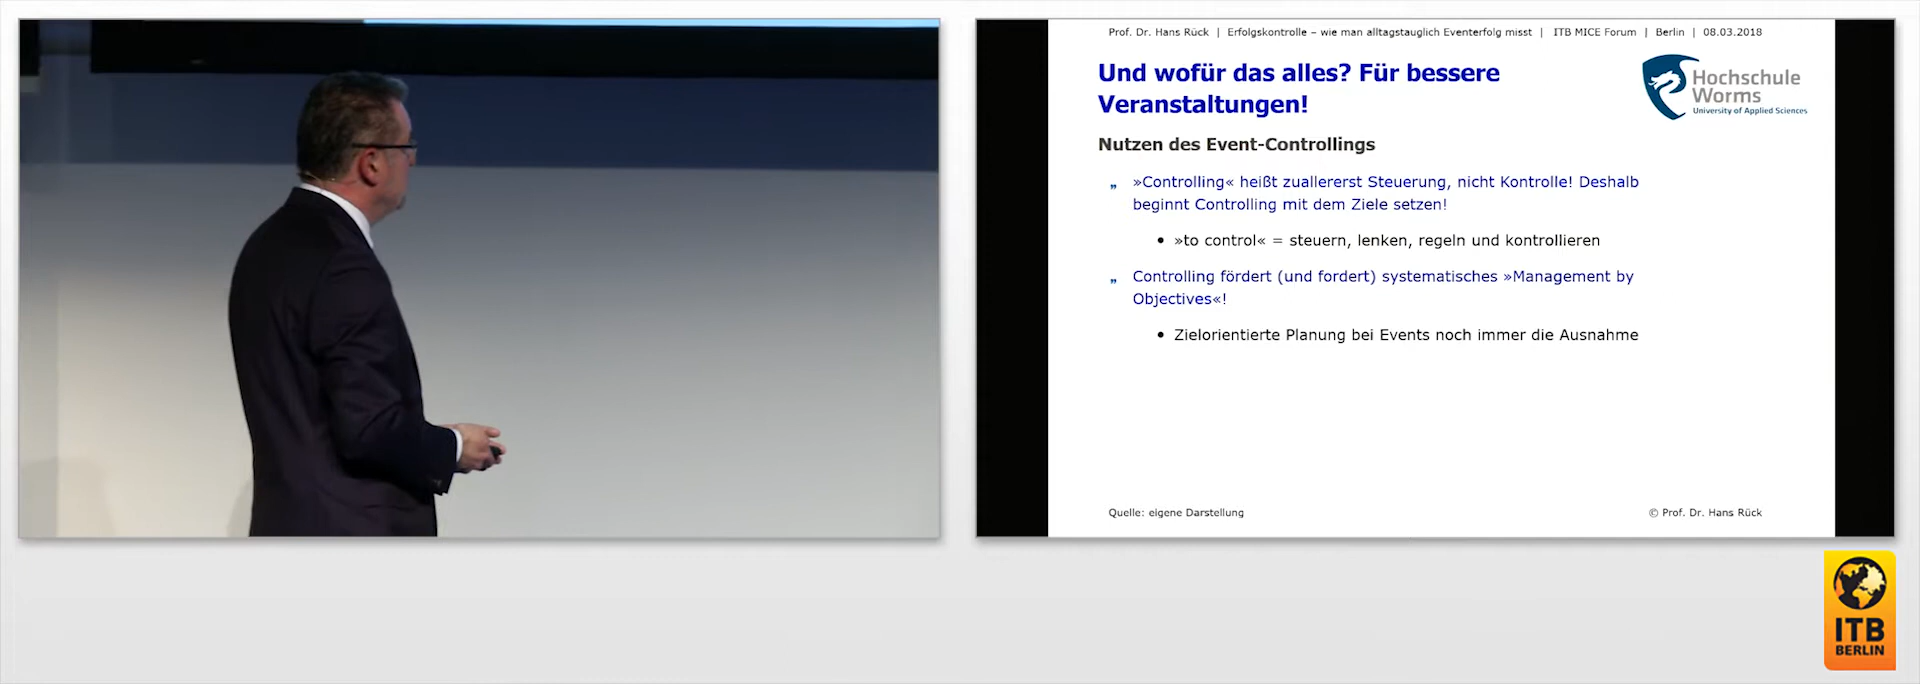 Prof. Dr. Hans Rück | Erfolgskontrolle – wie man alltagstauglich Eventerfolg misst | ITB MICE Forum | Berlin | 08.03.2018
Und wofür das alles? Für bessere
Veranstaltungen!
Hochschule
Worms
University of Applied Sciences
Nutzen des Event-Controllings
„ »Controlling« heißt zuallererst Steuerung, nicht Kontrolle! Deshalb
beginnt Controlling mit dem Ziele setzen!
• »to control« = steuern, lenken, regeln und kontrollieren
„ Controlling fördert (und fordert) systematisches »Management by
Objectives«!
• Zielorientierte Planung bei Events noch immer die Ausnahme
Quelle: eigene Darstellung
© Prof. Dr. Hans Rück
ITB
BERLIN